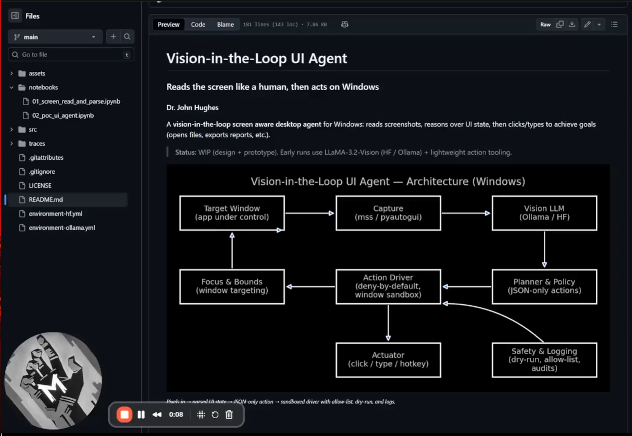 Files
main
Go to file
t
assets
notebooks
01_screen_read_and_parse.ipynb
02_poc_ui_agent.ipynb
src
traces
.gitattributes
.gitignore
LICENSE
README.md
environment-hf.yml
environment-ollama.yml
Preview Code Blame 181 lines (143 loc) · 7.86 KB Raw
Vision-in-the-Loop UI Agent
Reads the screen like a human, then acts on Windows
Dr. John Hughes
A vision-in-the-loop screen aware desktop agent for Windows: reads screenshots, reasons over UI state, then clicks/types to achieve goals
(opens files, exports reports, etc.).
Status: WIP (design + prototype). Early runs use LLaMA-3.2-Vision (HF / Ollama) + lightweight action tooling.
Vision-in-the-Loop UI Agent — Architecture (Windows)
Target Window
(app under control)
Capture
(mss / pyautogui)
Vision LLM
(Ollama / HF)
Focus & Bounds
(window targeting)
Action Driver
(deny-by-default,
window sandbox)
Planner & Policy
(JSON-only actions)
Actuator
(click / type / hotkey)
Safety & Logging
(dry-run, allow-list,
audits)
Pixels in → parsed UI state → JSON-only action → sandboxed driver with allow list, dry-run, and logs.
M
0:08